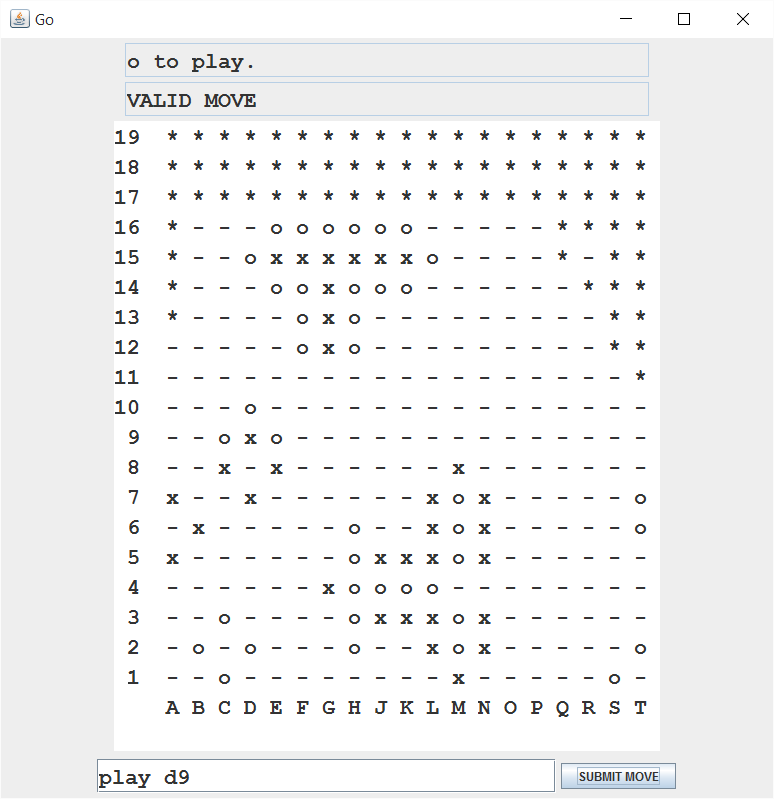 Go
o to play.
VALID MOVE
19 * * * * * * * * * * * * * * * * * * *
18 * * * * * * * * * * * * * * * * * * *
17 * * * * * * * * * * * * * * * * * * *
16 * - - - o o o o o o - - - - - * * * *
15 * - - o x x x x x x o - - - - * - * *
14 * - - - o o x o o o - - - - - - * * *
13 * - - - - o x o - - - - - - - - - * *
12 - - - - - o x o - - - - - - - - - * *
11 - - - - - - - - - - - - - - - - - - *
10 - - - o - - - - - - - - - - - - - - -
9 - - o x o - - - - - - - - - - - - - -
8 - - x - x - - - - - - x - - - - - - -
7 x - - x - - - - - - x o x - - - - - o
6 - x - - - - - o - - x o x - - - - - o
5 x - - - - - - o x x x o x - - - - - -
4 - - - - - - x o o o o - - - - - - - -
3 - - o - - - - o x x x o x - - - - - -
2 - o - o - - - o - - x o x - - - - - o
1 - - o - - - - - - - - x - - - - - o -
A B C D E F G H J K L M N O P Q R S T
play d9 SUBMIT MOVE